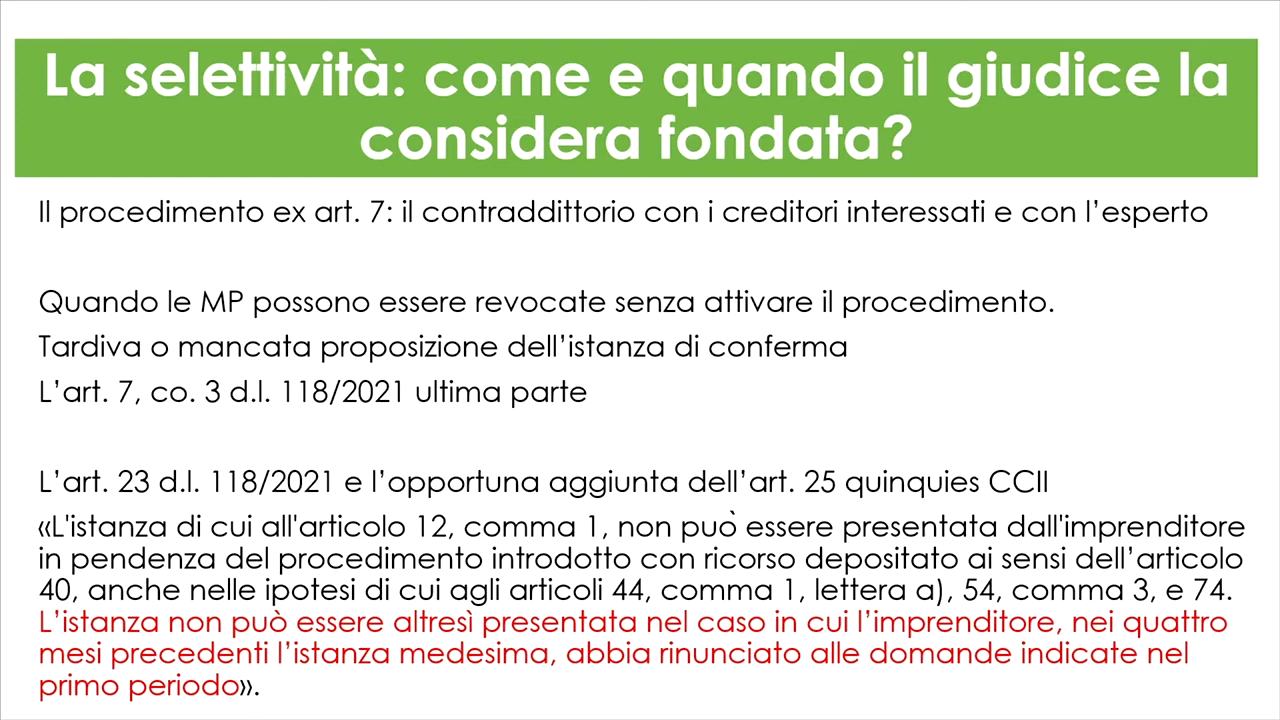 La selettività: come e quando il giudice la
considera fondata?
Il procedimento ex art. 7: il contraddittorio con i creditori interessati e con l’esperto
Quando le MP possono essere revocate senza attivare il procedimento.
Tardiva o mancata proposizione dell’istanza di conferma
L’art. 7, co. 3 d.l. 118/2021 ultima parte
L’art. 23 d.l. 118/2021 e l’opportuna aggiunta dell’art. 25 quinquies CCII
«L'istanza di cui all'articolo 12, comma 1, non può essere presentata dall'imprenditore
in pendenza del procedimento introdotto con ricorso depositato ai sensi dell’articolo
40, anche nelle ipotesi di cui agli articoli 44, comma 1, lettera a), 54, comma 3, e 74.
L’istanza non può essere altresì presentata nel caso in cui l’imprenditore, nei quattro
mesi precedenti l’istanza medesima, abbia rinunciato alle domande indicate nel
primo periodo».